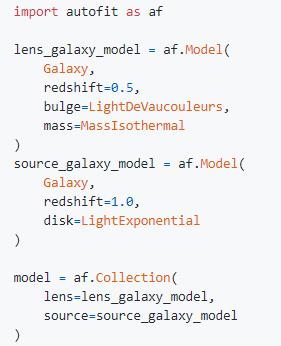 import autofit as af

lens_galaxy_model = af.Model(
    Galaxy,
    redshift=0.5,
    bulge=LightDeVaucouleurs,
    mass=MassIsothermal
)
source_galaxy_model = af.Model(
    Galaxy,
    redshift=1.0,
    disk=LightExponential
)

model = af.Collection(
    lens=lens_galaxy_model,
    source=source_galaxy_model
)